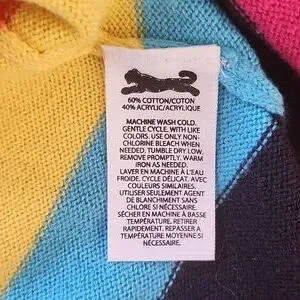 60% COTTON/COTON
40% ACRYLIC/ACRYLIQUE
MACHINE WASH COLD.
GENTLE CYCLE. WITH LIKE
COLORS. USE ONLY NON-
CHLORINE BLEACH WHEN
NEEDED. TUMBLE DRY LOW,
REMOVE PROMPTLY. WARM
IRON AS NEEDED.
LAVER EN MACHINE À L'EAU
FROIDE. CYCLE DÉLICAT. AVEC
COULEURS SIMILAIRES.
UTILISER SEULEMENT AGENT
DE BLANCHIMENT SANS
CHLORE SI NÉCESSAIRE.
SÉCHER EN MACHINE À BASSE
TEMPÉRATURE. RETIRER
RAPIDEMENT. REPASSER A
TEMPÉRATURE MOYENNE SI
NÉCESSAIRE.